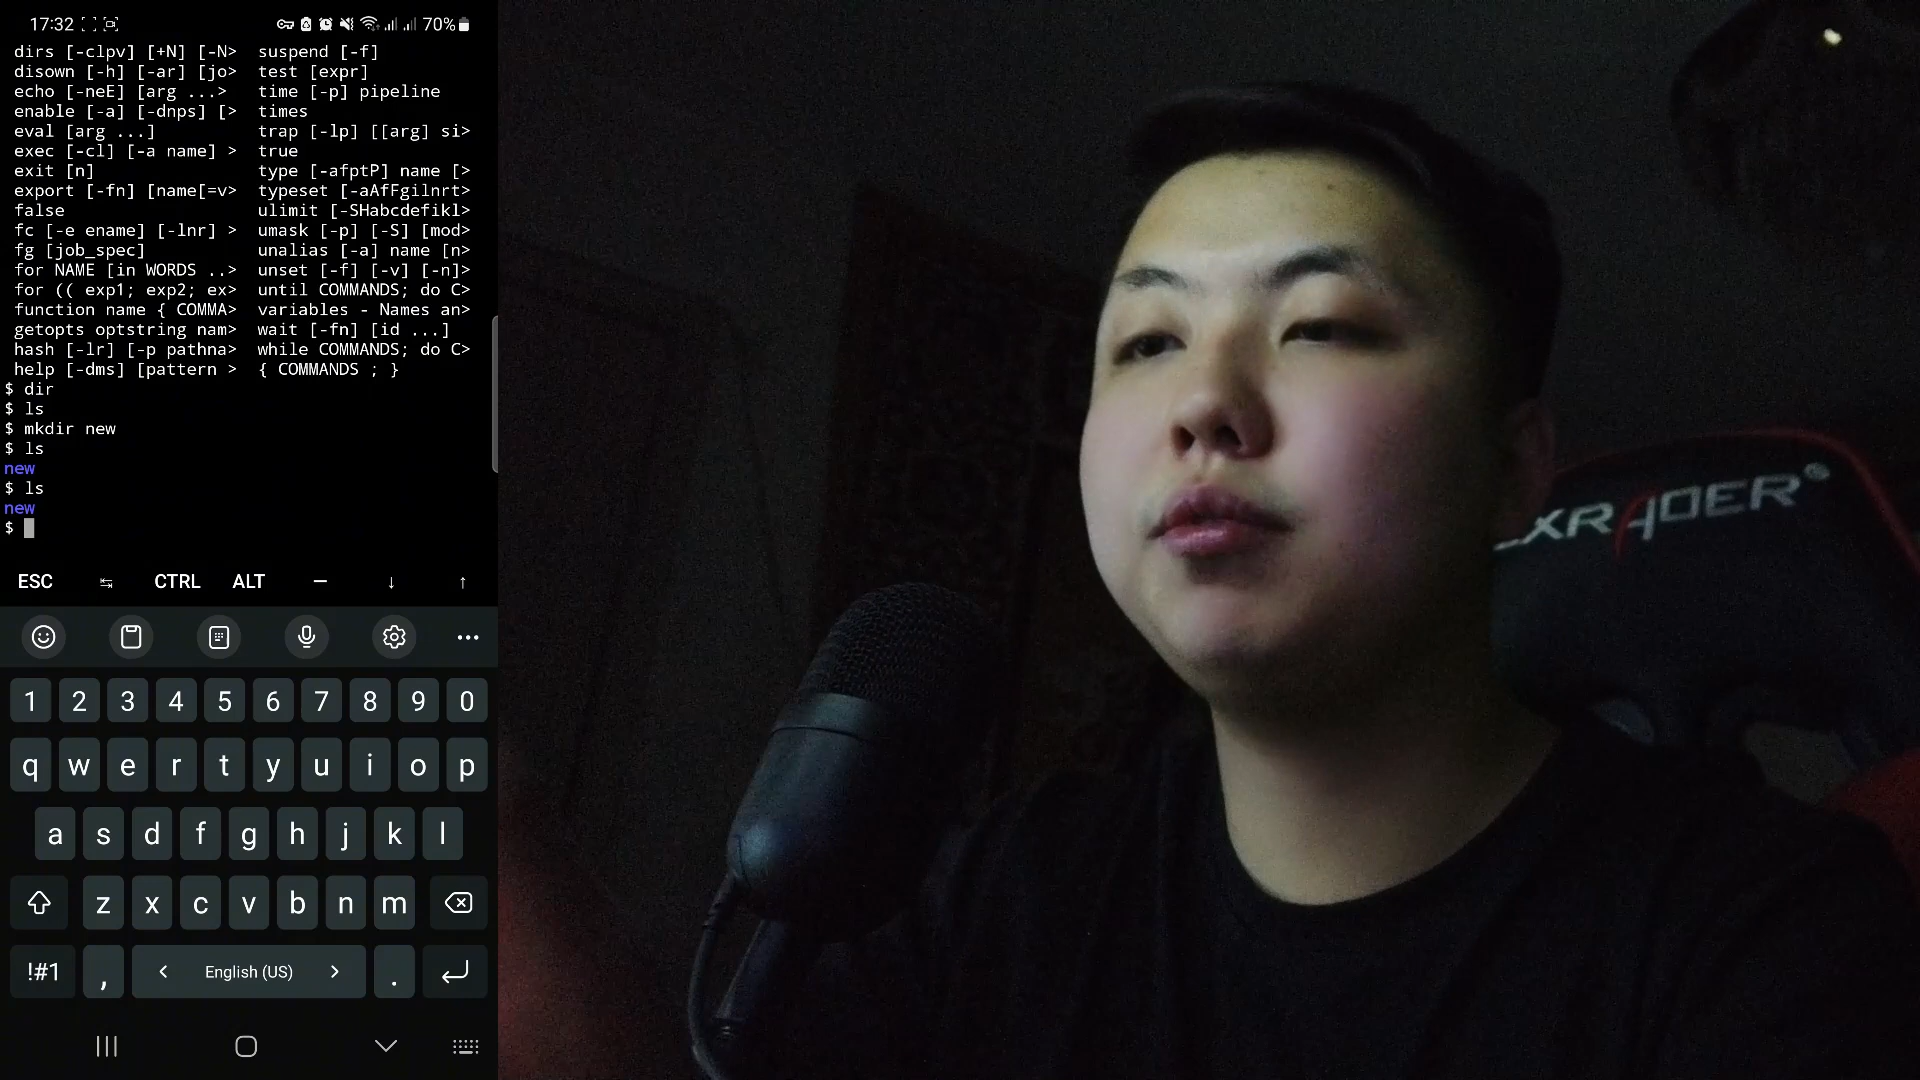 17:32 70%
dirs [-clpv] [+N] [-N> suspend [-f]
disown [-h] [-ar] [jo> test [expr]
echo [-neE] [arg ...> time [-p] pipeline
enable [-a] [-dnps] [> times
eval [arg ...] trap [-lp] [[arg] si>
exec [-cl] [-a name] > true
exit [n] type [-afptP] name [>
export [-fn] [name[=v> typeset [-aAfFgilnrt>
false ulimit [-SHabcdefikl>
fc [-e ename] [-lnr] > umask [-p] [-S] [mod>
fg [job_spec] unalias [-a] name [n>
for NAME [in WORDS ..> unset [-f] [-v] [-n]>
for (( exp1; exp2; ex> until COMMANDS; do C>
function name { COMMA> variables - Names an>
getopts optstring nam> wait [-fn] [id ...]
hash [-lr] [-p pathna> while COMMANDS; do C>
help [-dms] [pattern > { COMMANDS ; }
$ dir
$ ls
$ mkdir new
$ ls
new
$ ls
new
$
ESC CTRL ALT — ↓ ↑
1 2 3 4 5 6 7 8 9 0
q w e r t y u i o p
a s d f g h j k l
z x c v b n m
!#1 , < English (US) > .